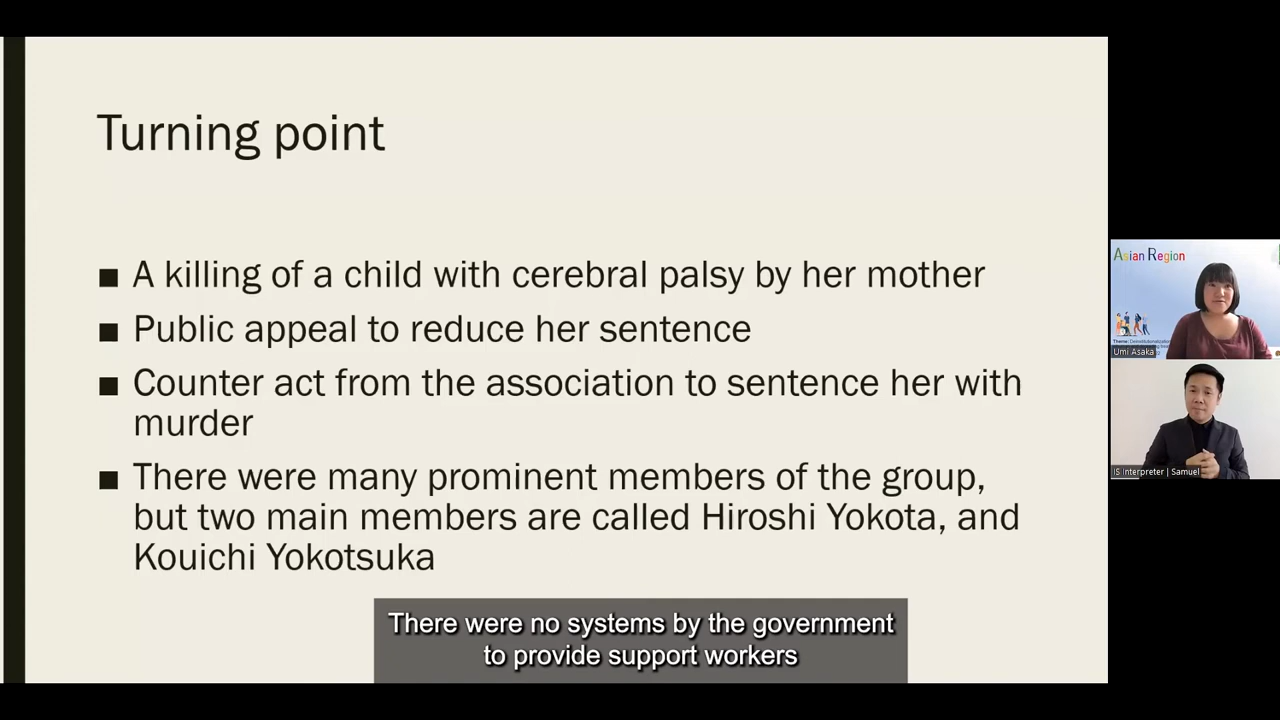 Turning point
■ A killing of a child with cerebral palsy by her mother
■ Public appeal to reduce her sentence
■ Counter act from the association to sentence her with
murder
■ There were many prominent members of the group,
but two main members are called Hiroshi Yokota, and
Kouichi Yokotsuka
There were no systems by the government
to provide support workers
Asian Region
Umi Asaka
IS Interpreter | Samuel